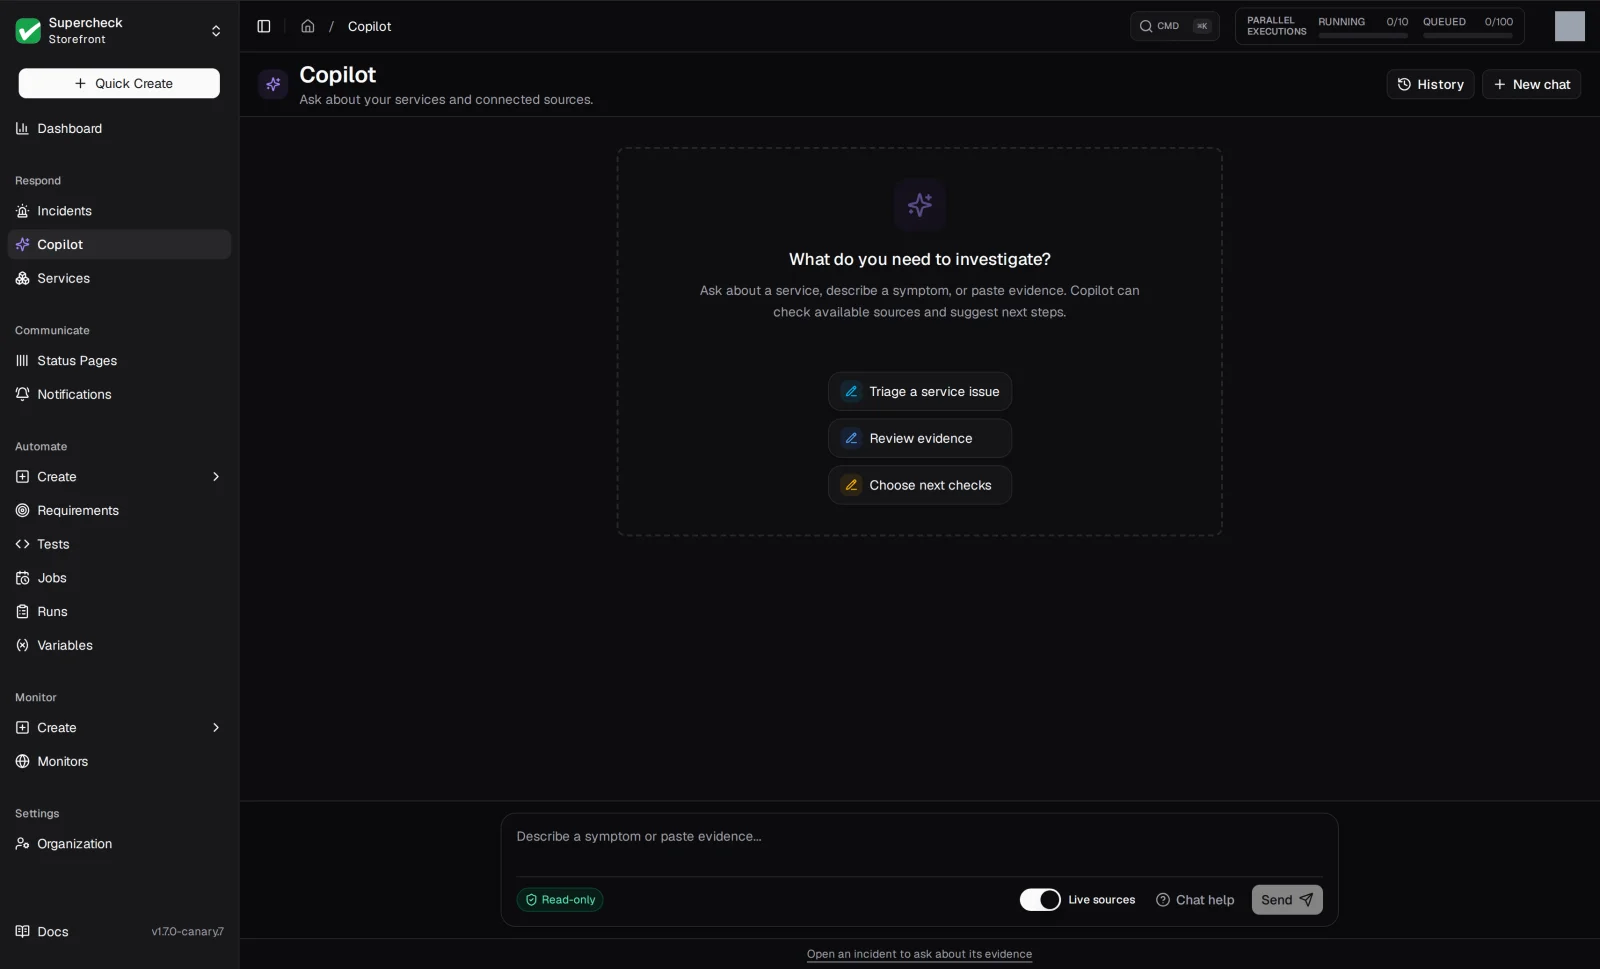 Supercheck
Storefront
Quick Create
Dashboard
Respond
Incidents
Copilot
Services
Communicate
Status Pages
Notifications
Automate
Create
Requirements
Tests
Jobs
Runs
Variables
Monitor
Create
Monitors
Settings
Organization
Docs
v1.7.0-canary.7
/ Copilot
CMD ⌘K
PARALLEL EXECUTIONS
RUNNING 0/10
QUEUED 0/100
Copilot
Ask about your services and connected sources.
History
New chat
What do you need to investigate?
Ask about a service, describe a symptom, or paste evidence. Copilot can
check available sources and suggest next steps.
Triage a service issue
Review evidence
Choose next checks
Describe a symptom or paste evidence...
Read-only
Live sources
Chat help
Send
Open an incident to ask about its evidence